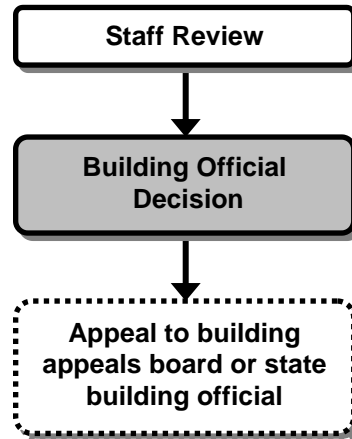 Staff Review
Building Official
Decision
Appeal to building
appeals board or state
building official